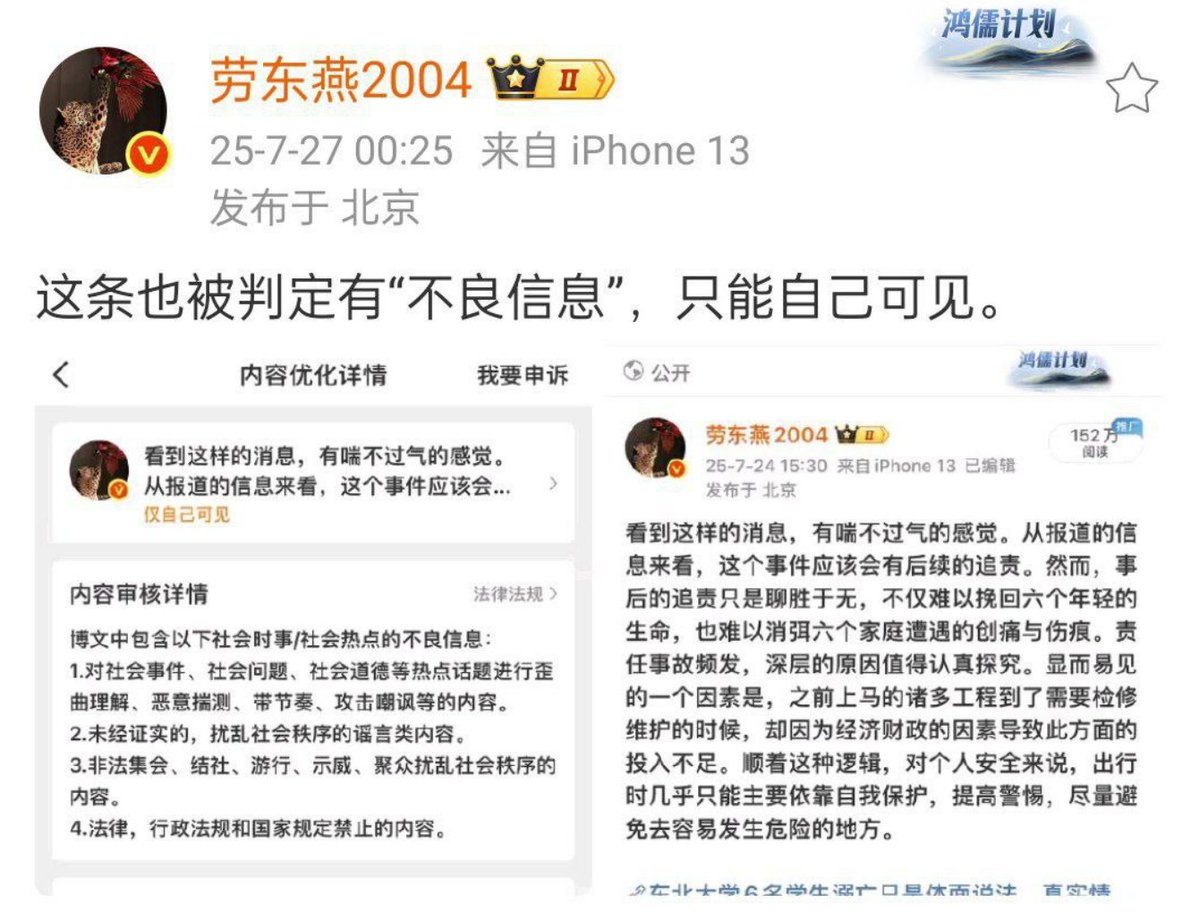 鸿儒计划
劳东燕2004 II
25-7-27 00:25 来自 iPhone 13
发布于 北京
这条也被判定有“不良信息”，只能自己可见。
内容优化详情 我要申诉
看到这样的消息，有喘不过气的感觉。
从报道的信息来看，这个事件应该会...
仅自己可见
内容审核详情 法律法规
博文中包含以下社会时事/社会热点的不良信息：
1.对社会事件、社会问题、社会道德等热点话题进行歪
曲理解、恶意揣测、带节奏、攻击嘲讽等的内容。
2.未经证实的，扰乱社会秩序的谣言类内容。
3.非法集会、结社、游行、示威、聚众扰乱社会秩序的
内容。
4.法律，行政法规和国家规定禁止的内容。
公开
鸿儒计划
劳东燕2004 II
152万 推广
阅读
25-7-24 15:30 来自 iPhone 13 已编辑
发布于 北京
看到这样的消息，有喘不过气的感觉。从报道的信
息来看，这个事件应该会有后续的追责。然而，事
后的追责只是聊胜于无，不仅难以挽回六个年轻的
生命，也难以消弭六个家庭遭遇的创痛与伤痕。责
任事故频发，深层的原因值得认真探究。显而易见
的一个因素是，之前上马的诸多工程到了需要检修
维护的时候，却因为经济财政的因素导致此方面的
投入不足。顺着这种逻辑，对个人安全来说，出行
时几乎只能主要依靠自我保护，提高警惕，尽量避
免去容易发生危险的地方。
东北大学6名学生溺亡只是体面说法，真实情